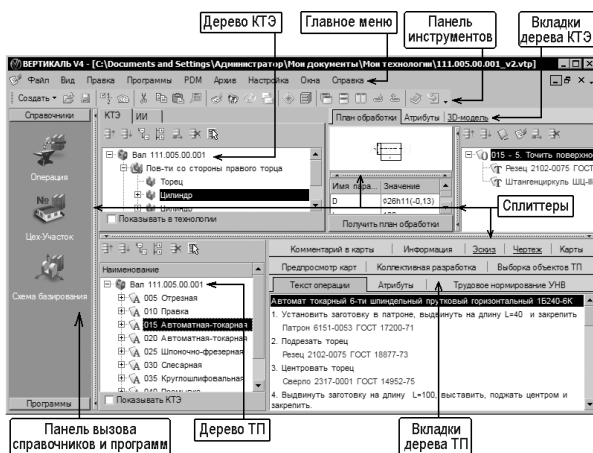 Дерево КТЭ
Главное меню
Панель инструментов
Вкладки дерева КТЭ
ВЕРТИКАЛЬ V4 - [C:\Documents and Settings\Администратор\Мои документы\Мои технологии\111.005.00.001_v2.vtp]
Файл Вид Правка Программы PDM Архив Настройка Окна Справка
Создать
Справочники
КТЭ ИИ
План обработки Атрибуты 3D-модель
Операция
Цех-Участок
Схема базирования
Программы
Вал 111.005.00.001
Пов-ти со стороны правого торца
Торец
Цилиндр
Цилиндр
Показывать в технологии
Имя пара... Значение
D 026h11(-0,13)
Получить план обработки
015 - 5. Точить поверхно
Резец 2102-0075 ГОСТ
Штангенциркуль ШЦ-II
Сплиттеры
Наименование
Вал 111.005.00.001
005 Отрезная
010 Правка
015 Автоматная-токарная
020 Автоматная-токарная
025 Шпоночно-фрезерная
030 Слесарная
035 Круглошлифовальная
040 Промывка
Показывать КТЭ
Комментарий в карты Информация Эскиз Чертеж Карты
Предпросмотр карт Коллективная разработка Выборка объектов ТП
Текст операции Атрибуты Трудовое нормирование УНВ
Автомат токарный 6-ти шпиндельный прутковый горизонтальный 1Б240-6К
1. Установить заготовку в патроне, выдвинуть на длину L=40 и закрепить
Патрон 6151-0053 ГОСТ 17200-71
2. Подрезать торец
Резец 2102-0075 ГОСТ 18877-73
3. Центровать торец
Сверло 2317-0001 ГОСТ 14952-75
4. Выдвинуть заготовку на длину L=100, выставить, поджать центром и
закрепить.
Панель вызова справочников и программ
Дерево ТП
Вкладки дерева ТП